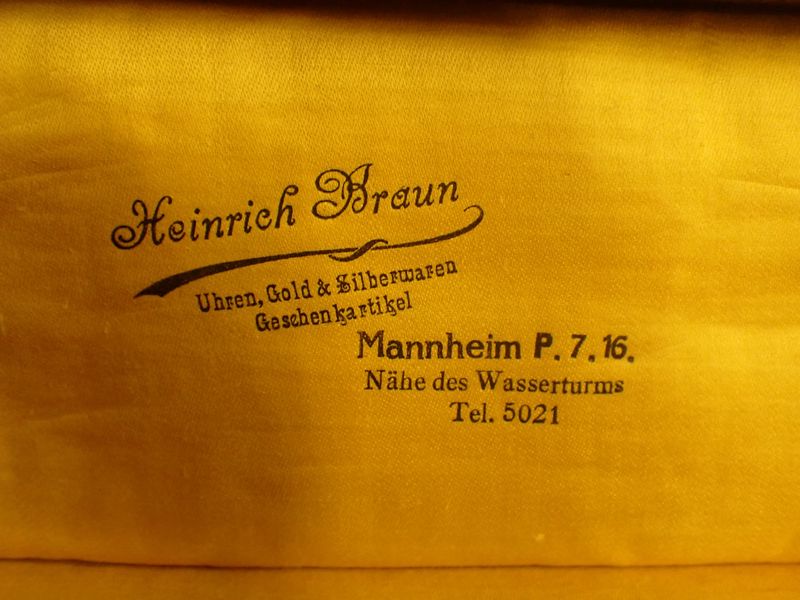 Heinrich Braun
Uhren, Gold & Silberwaren
Geschenkartikel
Mannheim P. 7. 16.
Nähe des Wasserturms
Tel. 5021